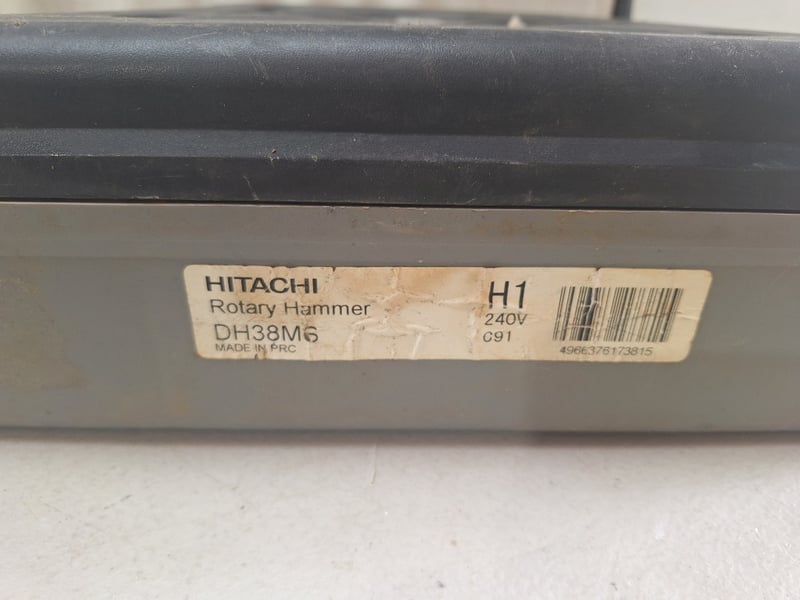 HITACHI
Rotary Hammer
DH38M6
MADE IN PRC
H1
240V
C91
4966376173815